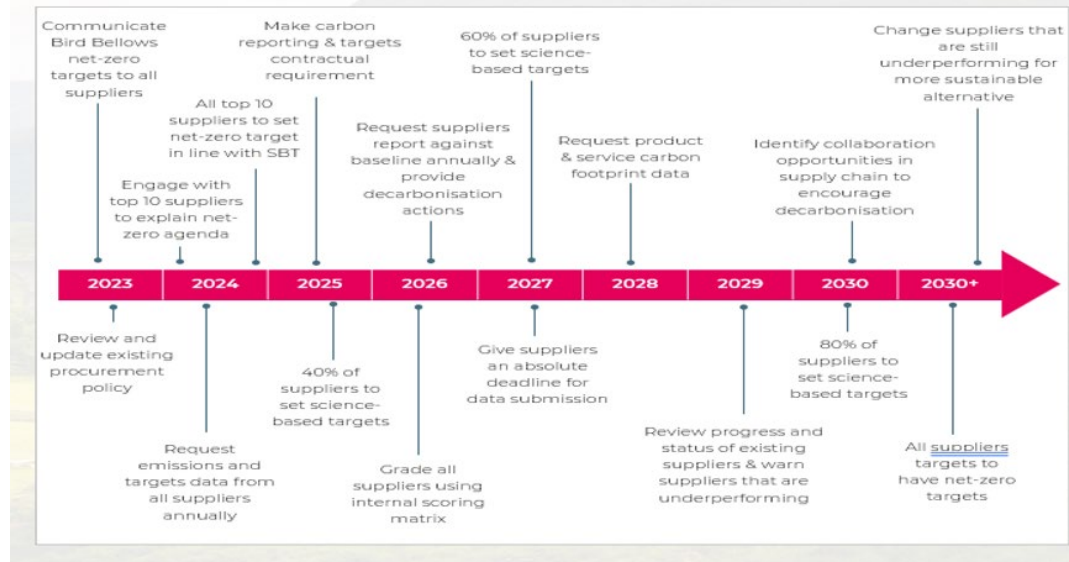 Communicate
Bird Bellows
net-zero
targets to all
suppliers
Engage with
top 10 suppliers
to explain net-
zero agenda
All top 10
suppliers to set
net-zero target
in line with SBT
Make carbon
reporting & targets
contractual
requirement
Request suppliers
report against
baseline annually &
provide
decarbonisation
actions
60% of suppliers
to set science-
based targets
Request product
& service carbon
footprint data
Identify collaboration
opportunities in
supply chain to
encourage
decarbonisation
Change suppliers that
are still
underperforming for
more sustainable
alternative
2023
2024
2025
2026
2027
2028
2029
2030
2030+
Review and
update existing
procurement
policy
Request
emissions and
targets data from
all suppliers
annually
40% of
suppliers to
set science-
based targets
Grade all
suppliers using
internal scoring
matrix
Give suppliers
an absolute
deadline for
data submission
Review progress and
status of existing
suppliers & warn
suppliers that are
underperforming
80% of
suppliers to
set science-
based targets
All suppliers
targets to
have net-zero
targets